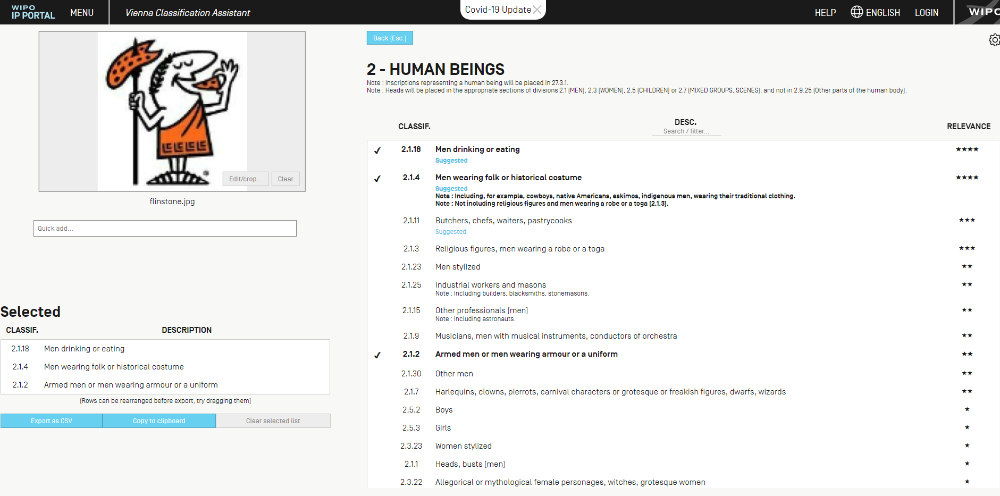 WIPO
IP PORTAL
MENU
Vienna Classification Assistant
Covid-19 Update
HELP
ENGLISH
LOGIN
WIPO
LELELELE
Edit/crop...
Clear
flinstone.jpg
Quick add...
Selected
CLASSIF. DESCRIPTION
2.1.18 Men drinking or eating
2.1.4 Men wearing folk or historical costume
2.1.2 Armed men or men wearing armour or a uniform
(Rows can be rearranged before export, try dragging them)
Export as CSV
Copy to clipboard
Clear selected list
Back (Esc.)
2 - HUMAN BEINGS
Note : Inscriptions representing a human being will be placed in 27.3.1.
Note : Heads will be placed in the appropriate sections of divisions 2.1 (MEN), 2.3 (WOMEN), 2.5 (CHILDREN) or 2.7 (MIXED GROUPS, SCENES), and not in 2.9.25 (Other parts of the human body).
CLASSIF. DESC. RELEVANCE
Search / filter...
2.1.18 Men drinking or eating ★★★★
Suggested
2.1.4 Men wearing folk or historical costume ★★★★
Suggested
Note : Including, for example, cowboys, native Americans, eskimos, indigenous men, wearing their traditional clothing.
Note : Not including religious figures and men wearing a robe or a toga (2.1.3).
2.1.11 Butchers, chefs, waiters, pastrycooks ★★★
Suggested
2.1.3 Religious figures, men wearing a robe or a toga ★★★
2.1.23 Men stylized ★★
2.1.25 Industrial workers and masons ★★
Note : Including builders, blacksmiths, stonemasons.
2.1.15 Other professionals (men) ★★
Note : Including astronauts.
2.1.9 Musicians, men with musical instruments, conductors of orchestra ★★
2.1.2 Armed men or men wearing armour or a uniform ★★
2.1.30 Other men ★★
2.1.7 Harlequins, clowns, pierrots, carnival characters or grotesque or freakish figures, dwarfs, wizards ★★
2.5.2 Boys ★
2.5.3 Girls ★
2.3.23 Women stylized ★
2.1.1 Heads, busts (men) ★
2.3.22 Allegorical or mythological female personages, witches, grotesque women ★